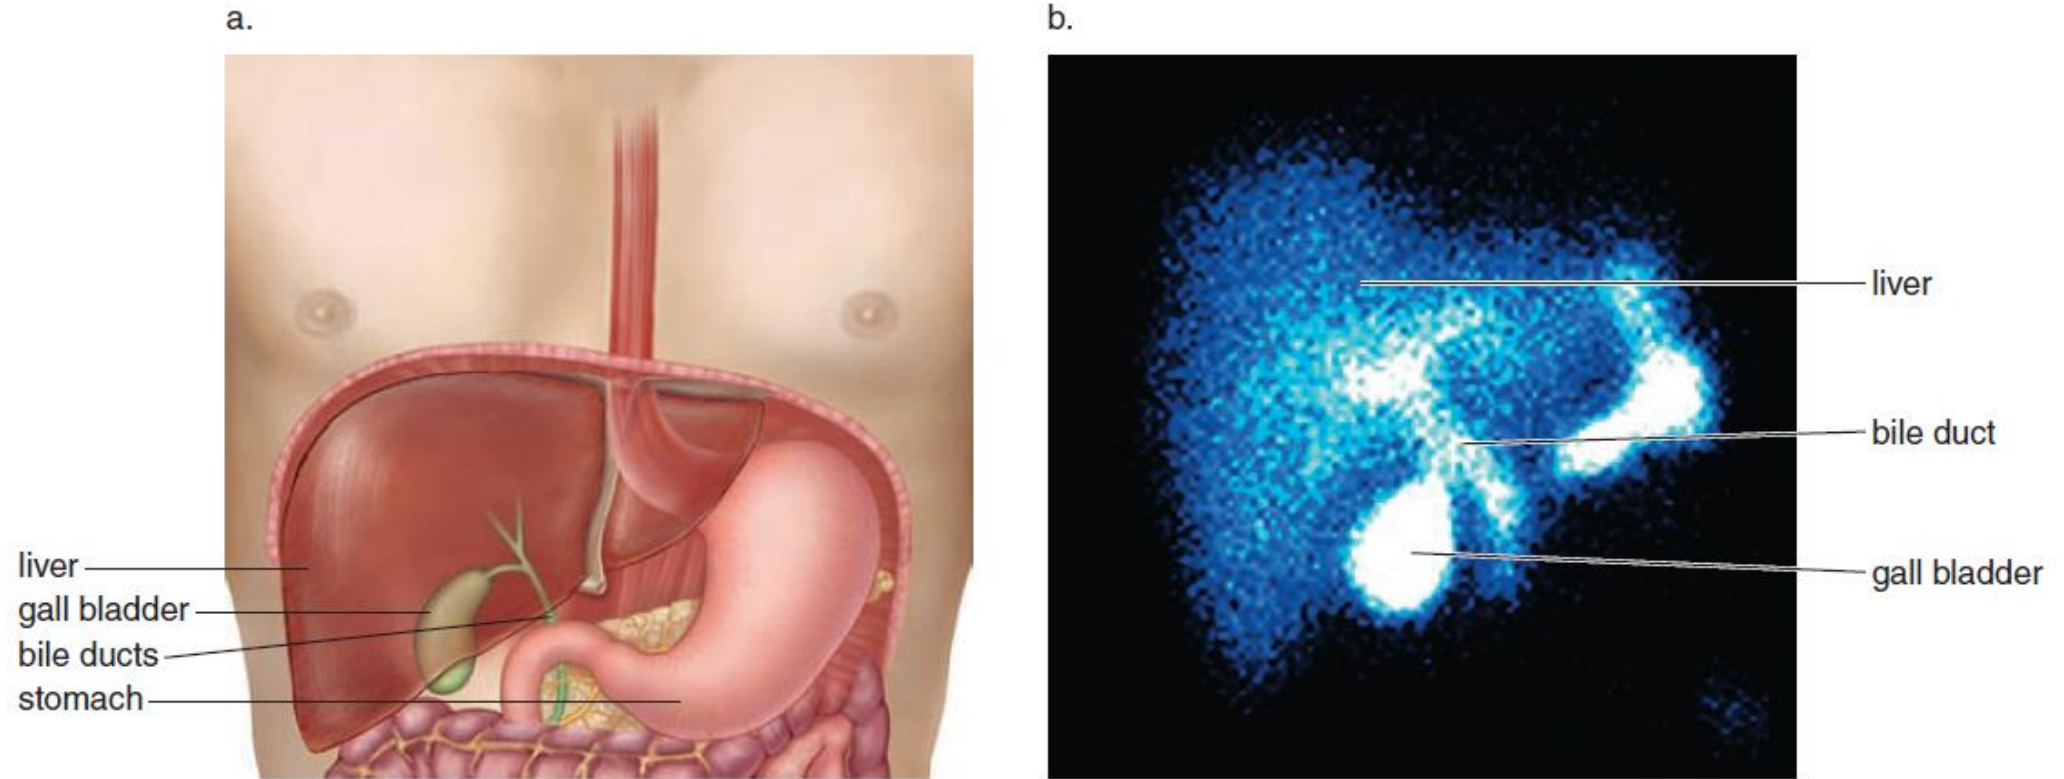 a.
b.
liver
gall bladder
bile ducts
stomach
liver
bile duct
gall bladder